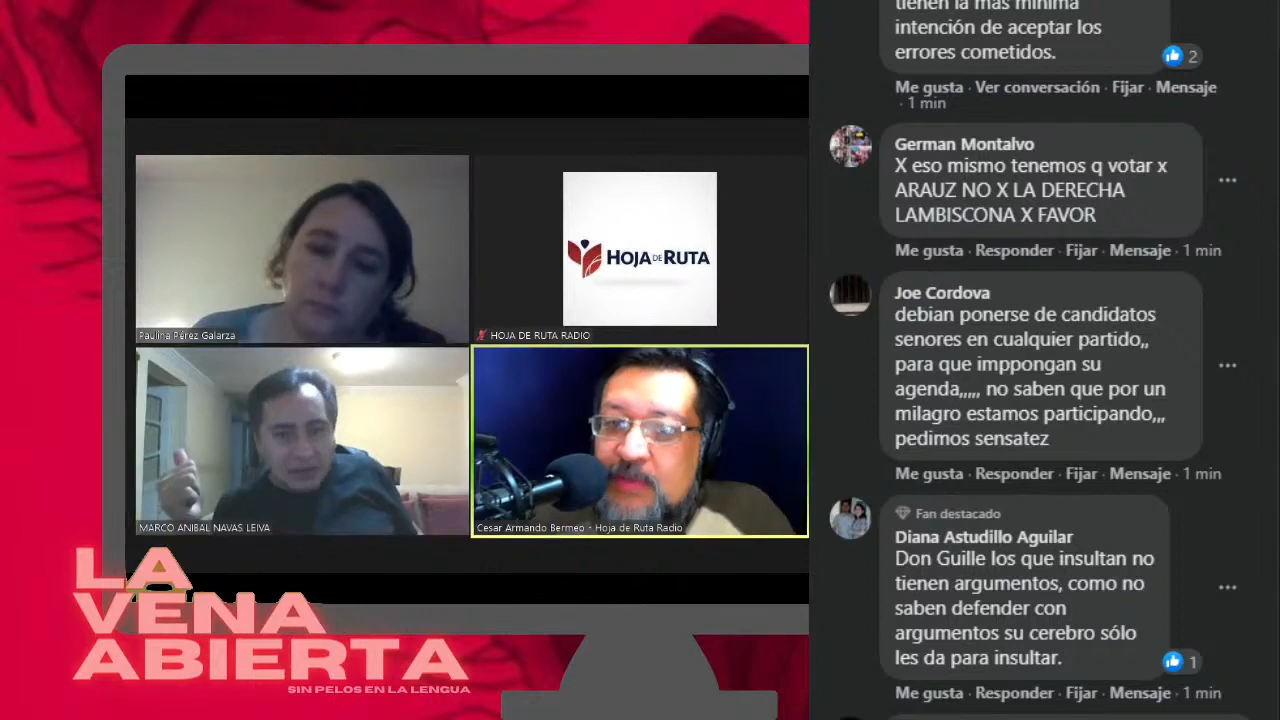 Paulina Pérez Galarza
HOJA DE RUTA
HOJA DE RUTA RADIO
MARCO ANIBAL NAVAS LEIVA
Cesar Armando Bermeo - Hoja de Ruta Radio
LA
VENA
ABIERTA
SIN PELOS EN LA LENGUA
tienen la más mínima
intención de aceptar los
errores cometidos.
2
Me gusta · Ver conversación · Fijar · Mensaje
· 1 min
German Montalvo
X eso mismo tenemos q votar x
ARAUZ NO X LA DERECHA
LAMBISCONA X FAVOR
Me gusta · Responder · Fijar · Mensaje · 1 min
Joe Cordova
debian ponerse de candidatos
senores en cualquier partido,,
para que imppongan su
agenda,,,,, no saben que por un
milagro estamos participando,,,
pedimos sensatez
Me gusta · Responder · Fijar · Mensaje · 1 min
Fan destacado
Diana Astudillo Aguilar
Don Guille los que insultan no
tienen argumentos, como no
saben defender con
argumentos su cerebro sólo
les da para insultar.
1
Me gusta · Responder · Fijar · Mensaje · 1 min